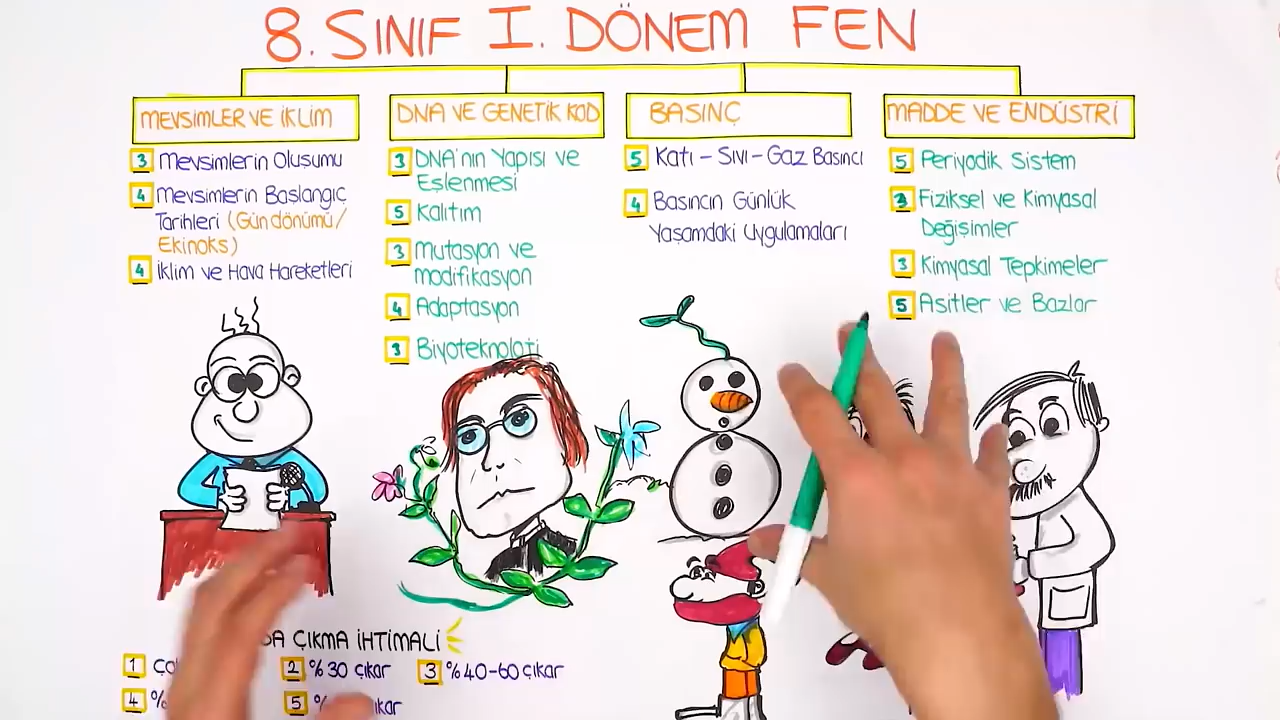 8. SINIF I. DÖNEM FEN
MEVSİMLER VE İKLİM
3 Mevsimlerin Oluşumu
4 Mevsimlerin Başlangıç
Tarihleri (Gün dönümü/
Ekinoks)
4 İklim ve Hava Hareketleri
DNA VE GENETİK KOD
3 DNA'nın Yapısı ve
Eşlenmesi
5 Kalıtım
3 Mutasyon ve
modifikasyon
4 Adaptasyon
3 Biyoteknoloji
BASINÇ
5 Katı - Sıvı - Gaz Basıncı
4 Basıncın Günlük
Yaşamdaki Uygulamaları
MADDE VE ENDÜSTRİ
5 Periyodik Sistem
Fiziksel ve Kimyasal
Değişimler
3 Kimyasal Tepkimeler
5 Asitler ve Bazlar
ÇIKMA İHTİMALİ
1
2 %30 çıkar
3 %40-60 çıkar
4 %
5 %